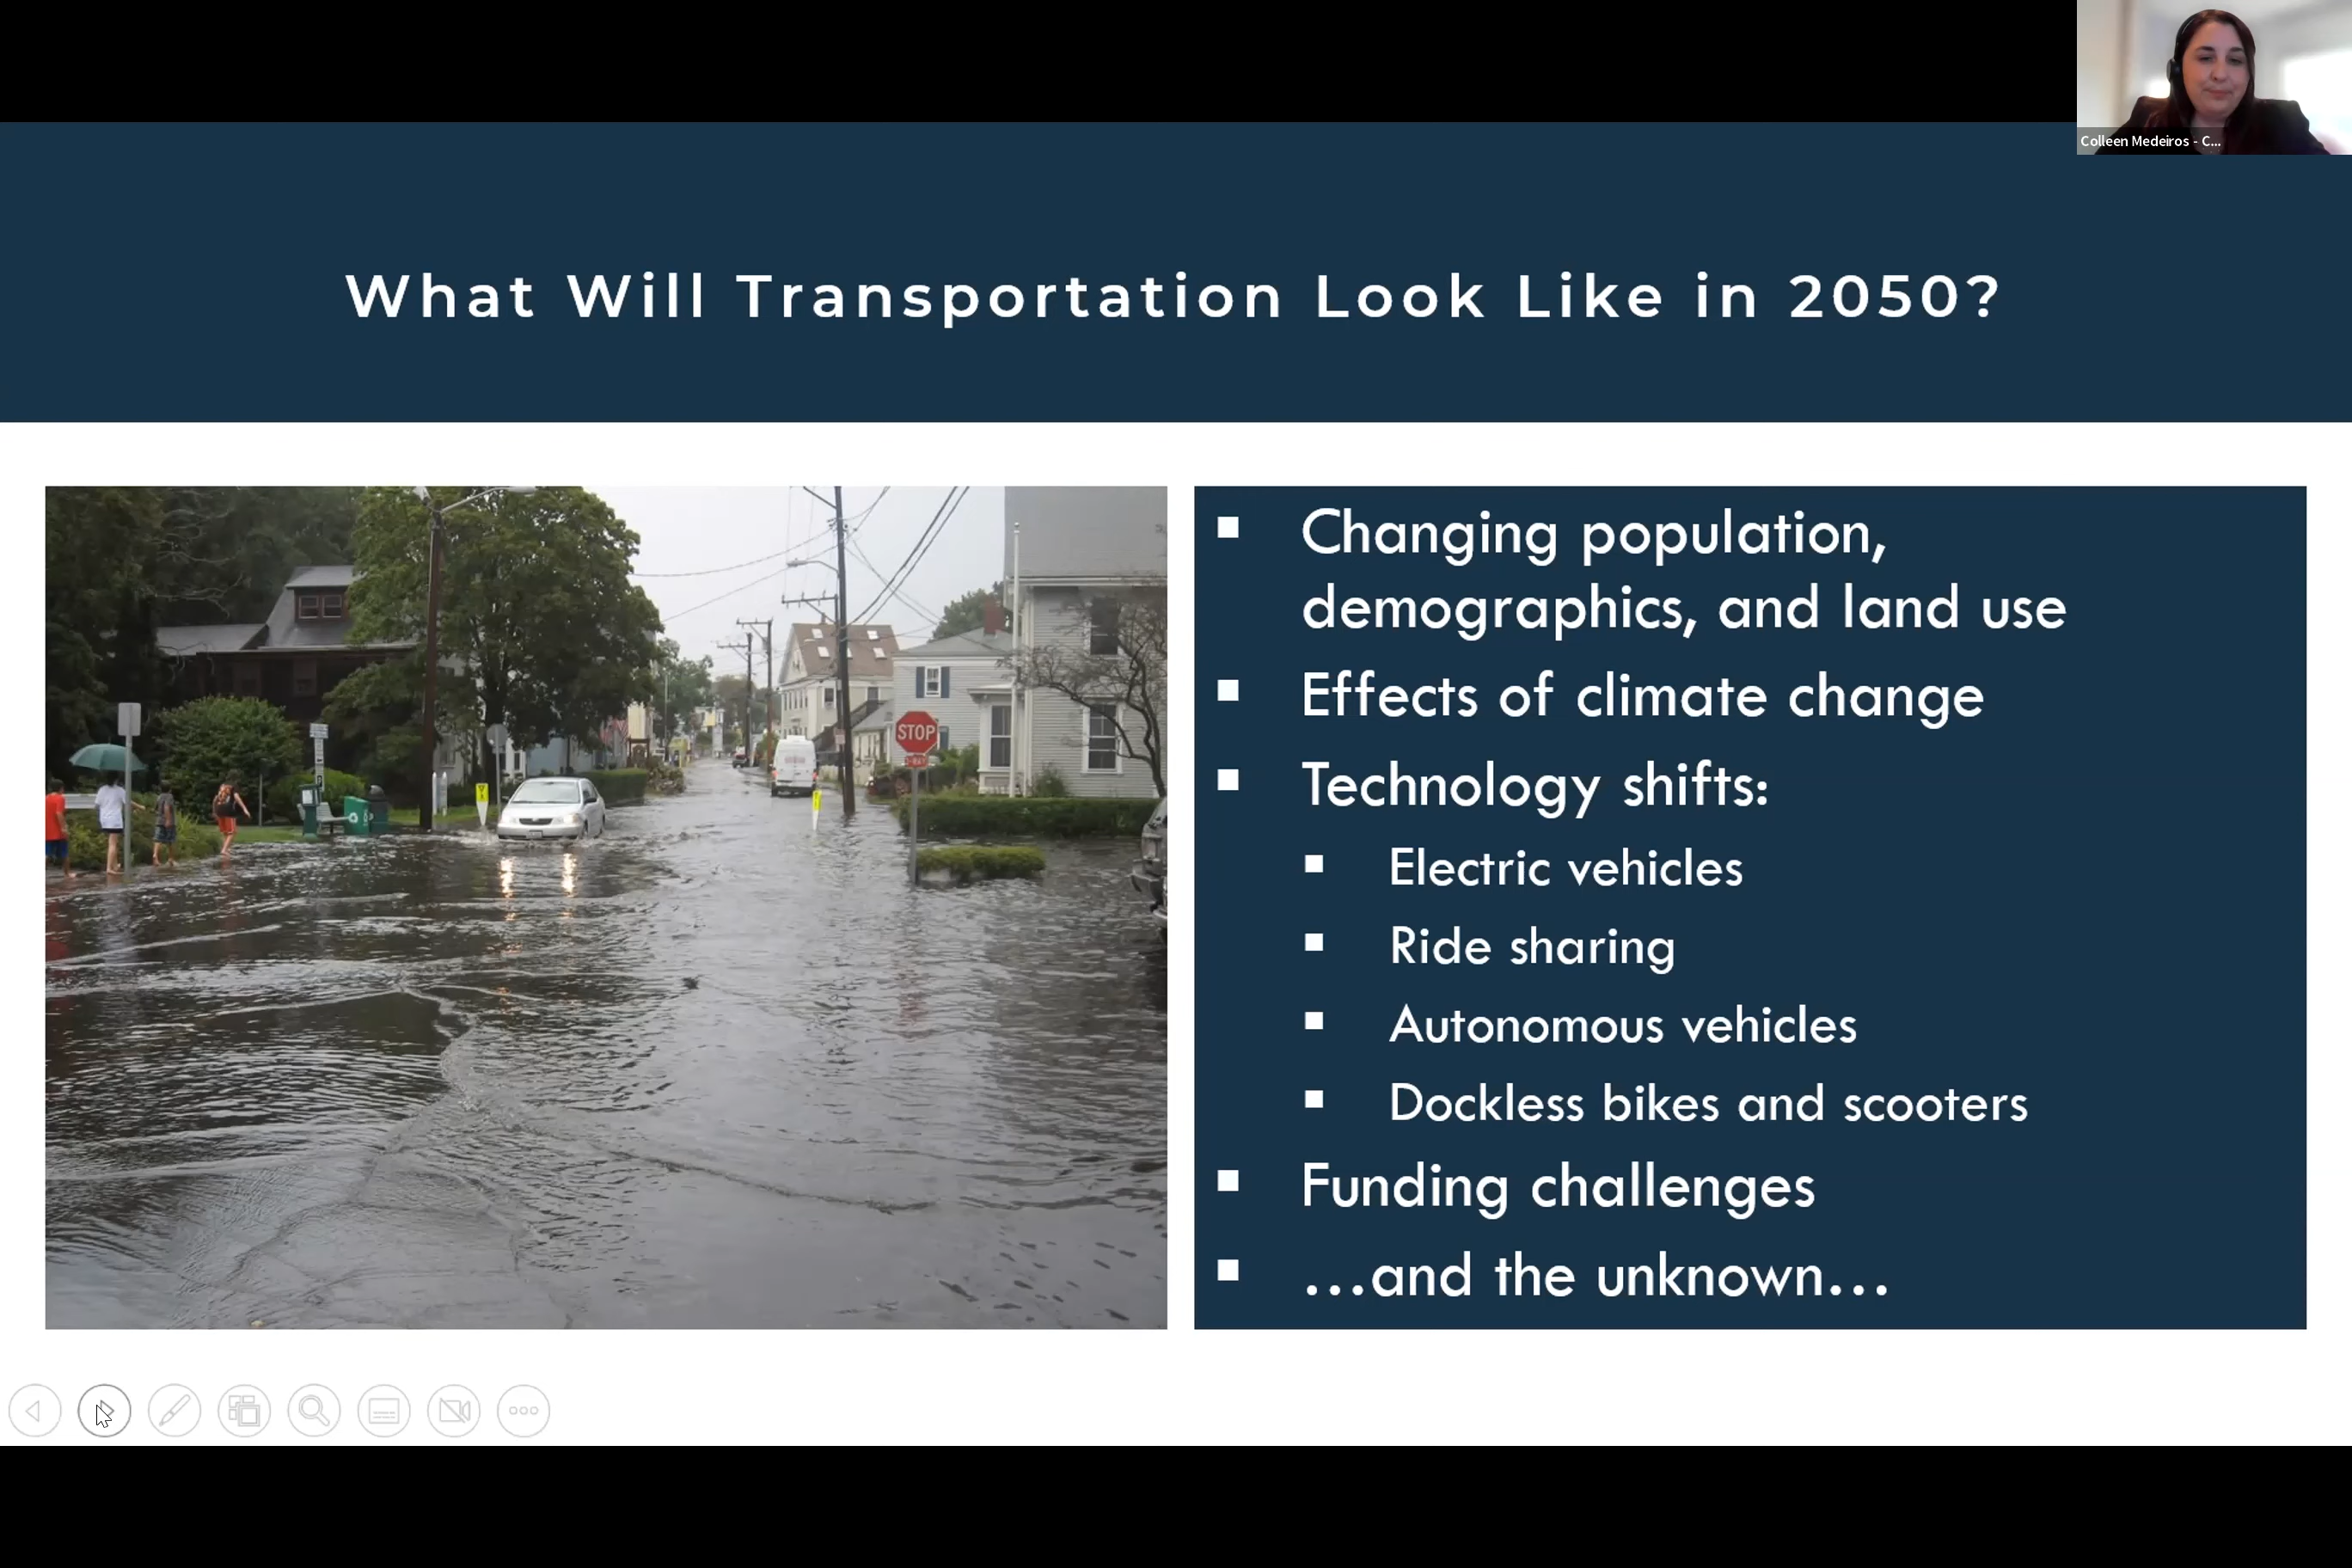 Colleen Medeiros - C...
What Will Transportation Look Like in 2050?
STOP
▪ Changing population,
demographics, and land use
▪ Effects of climate change
▪ Technology shifts:
▪ Electric vehicles
▪ Ride sharing
▪ Autonomous vehicles
▪ Dockless bikes and scooters
▪ Funding challenges
▪ ...and the unknown...